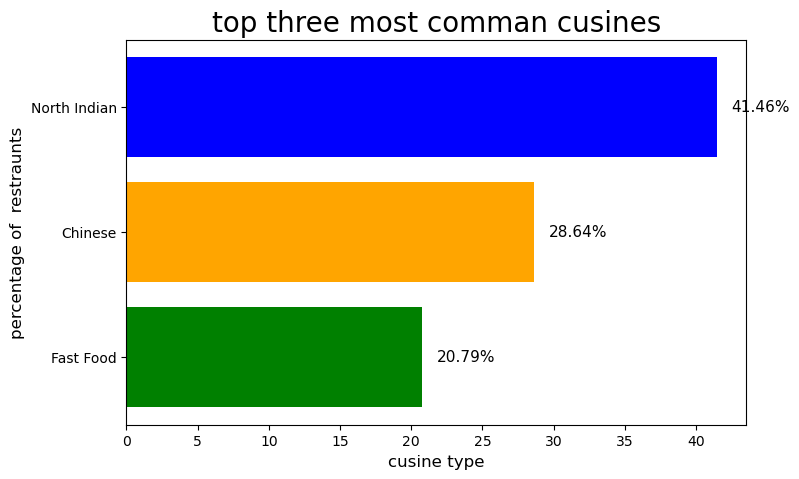 top three most comman cusines
percentage of  restraunts
North Indian
41.46%
Chinese
28.64%
Fast Food
20.79%
0 5 10 15 20 25 30 35 40
cusine type